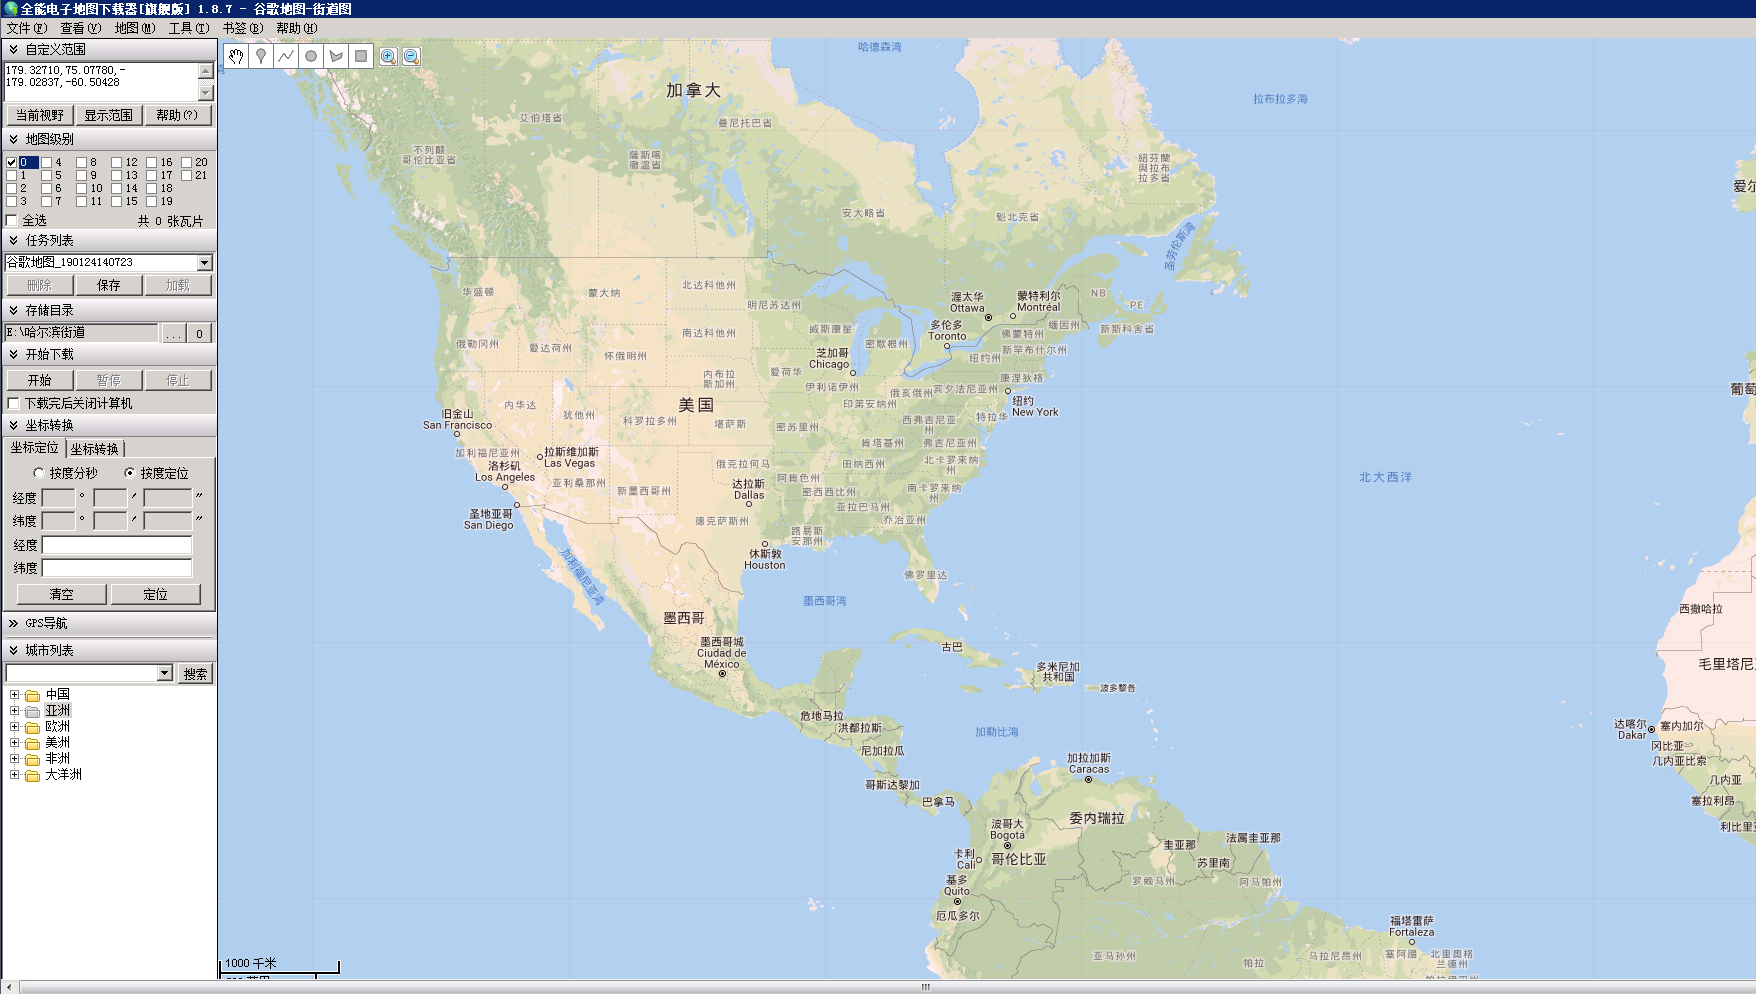 全能电子地图下载器[旗舰版] 1.8.7 - 谷歌地图-街道图
文件(F) 查看(V) 地图(M) 工具(T) 书签(B) 帮助(H)
自定义范围
179.32710,75.07780,-
179.02837,-60.50428
当前视野 显示范围 帮助(?)
地图级别
0 4 8 12 16 20
1 5 9 13 17 21
2 6 10 14 18
3 7 11 15 19
全选 共 0 张瓦片
任务列表
谷歌地图_190124140723
删除 保存 加载
存储目录
E:\哈尔滨街道 ... 0
开始下载
开始 暂停 停止
下载完后关闭计算机
坐标转换
坐标定位 坐标转换
按度分秒 按度定位
经度 ° ′ ″
纬度 ° ′ ″
经度
纬度
清空 定位
GPS导航
城市列表
搜索
中国
亚洲
欧洲
美洲
非洲
大洋洲
哈德森湾
加拿大
拉布拉多海
艾伯塔省
曼尼托巴省
不列颠
哥伦比亚省
薩斯喀
徹溫省
紐芬蘭
與拉布
拉多省
安大略省
魁北克省
圣劳伦斯湾
爱尔
华盛顿
蒙大纳
北达科他州
明尼苏达州
渥太华
Ottawa
蒙特利尔
Montréal
NB
PE
新斯科舍省
缅因州
俄勒冈州
爱达荷州
怀俄明州
南达科他州
威斯康星
密歇根州
多伦多
Toronto
佛蒙特州
新罕布什尔州
纽约州
芝加哥
Chicago
爱荷华
内布拉
斯加州
伊利诺伊州
印第安纳州
俄亥俄州
宾夕法尼亚州
康涅狄格
纽约
New York
葡萄
旧金山
San Francisco
内华达
犹他州
科罗拉多州
美国
堪萨斯
密苏里州
西弗吉尼亚
州
特拉华
肯塔基州
弗吉尼亚州
加利福尼亚州
拉斯维加斯
Las Vegas
洛杉矶
Los Angeles
亚利桑那州
新墨西哥州
俄克拉何马
阿肯色州
田纳西州
北卡罗来纳
州
南卡罗来纳
州
北大西洋
达拉斯
Dallas
密西西比州
亚拉巴马州
乔治亚州
圣地亚哥
San Diego
德克萨斯州
路易斯
安那州
休斯敦
Houston
佛罗里达
加利福尼亚湾
墨西哥湾
墨西哥
西撒哈拉
墨西哥城
Ciudad de
México
古巴
多米尼加
共和国
波多黎各
毛里塔尼
危地马拉
洪都拉斯
尼加拉瓜
加勒比海
达喀尔
Dakar
塞内加尔
冈比亚
几内亚比索
加拉加斯
Caracas
哥斯达黎加
巴拿马
几内亚
塞拉利昂
利比里
委内瑞拉
波哥大
Bogotá
哥伦比亚
卡利
Cali
圭亚那
法属圭亚那
苏里南
基多
Quito
厄瓜多尔
罗赖马州
阿马帕州
福塔雷萨
Fortaleza
亚马孙州
帕拉
马拉尼昂州
塞阿腊
北里奥格
兰德州
1000 千米